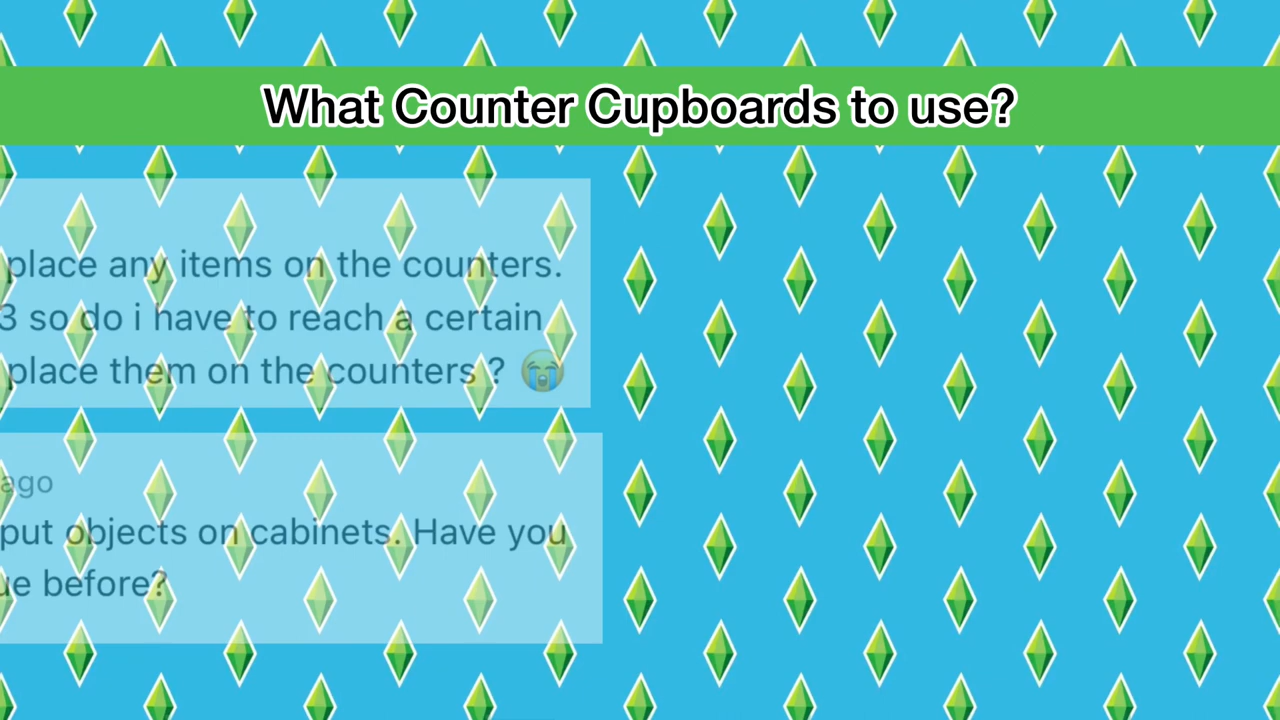 What Counter Cupboards to use?
place any items on the counters.
3 so do i have to reach a certain
place them on the counters ? 😭
ago
put objects on cabinets. Have you
ue before?